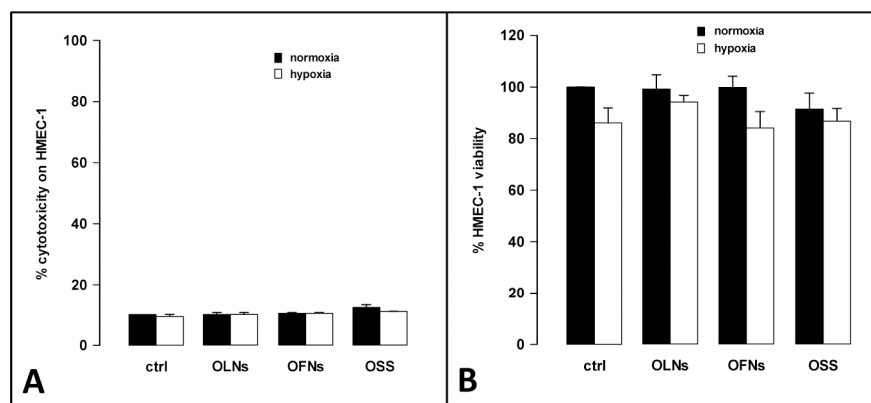 100
80
60
40
20
0
% cytotoxicity on HMEC-1
normoxia
hypoxia
ctrl OLNs OFNs OSS
A
120
100
80
60
40
20
0
% HMEC-1 viability
normoxia
hypoxia
ctrl OLNs OFNs OSS
B